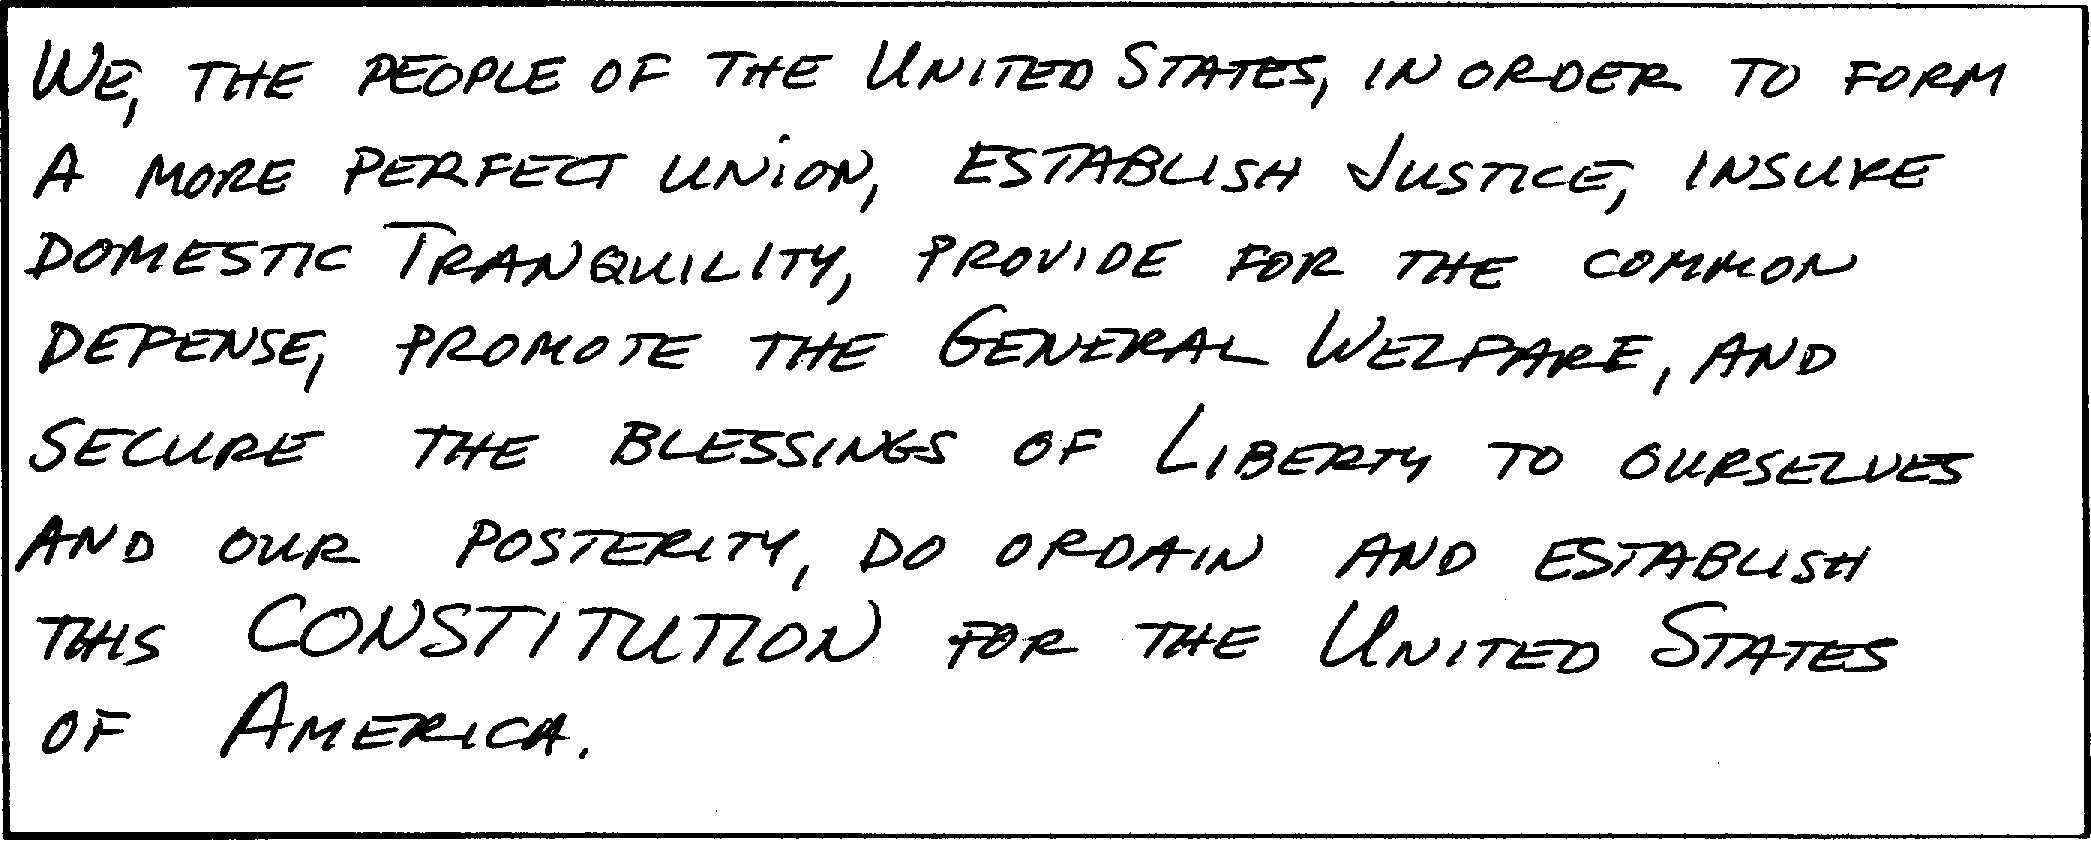 WE, THE PEOPLE OF THE UNITED STATES, IN ORDER TO FORM
A MORE PERFECT UNION, ESTABLISH JUSTICE, INSURE
DOMESTIC TRANQUILITY, PROVIDE FOR THE COMMON
DEFENSE, PROMOTE THE GENERAL WELFARE, AND
SECURE THE BLESSINGS OF LIBERTY TO OURSELVES
AND OUR POSTERITY, DO ORDAIN AND ESTABLISH
THIS CONSTITUTION FOR THE UNITED STATES
OF AMERICA.